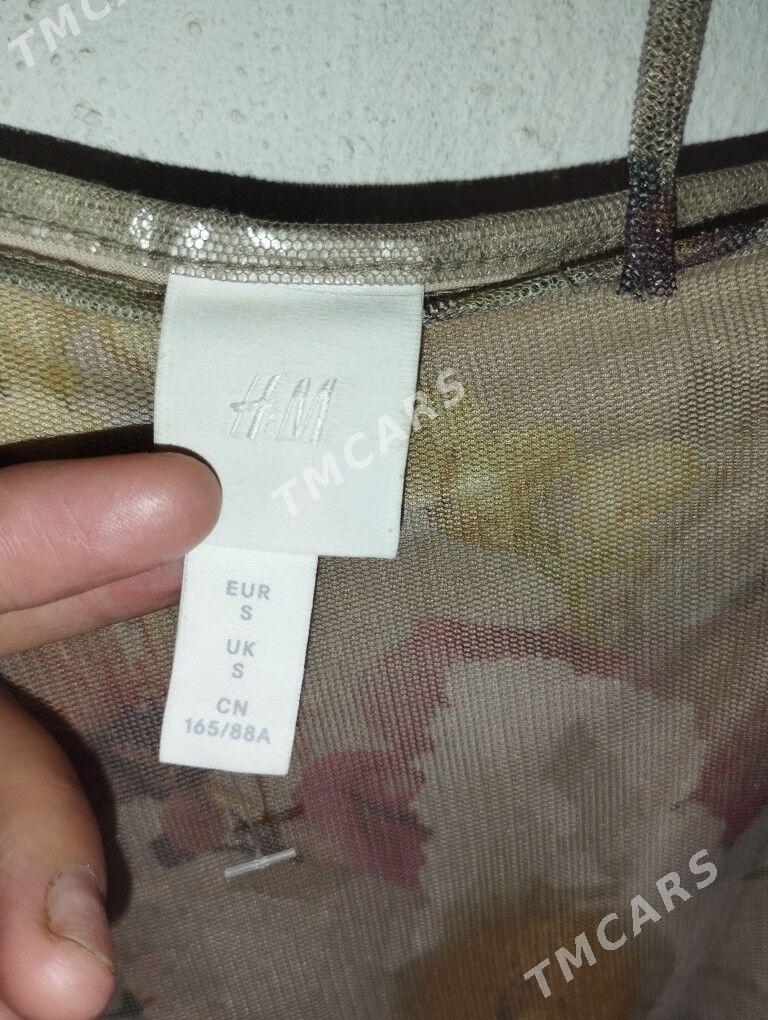 TMCARS
H&M
TMCARS
EUR
S
UK
S
CN
165/88A
TMCARS